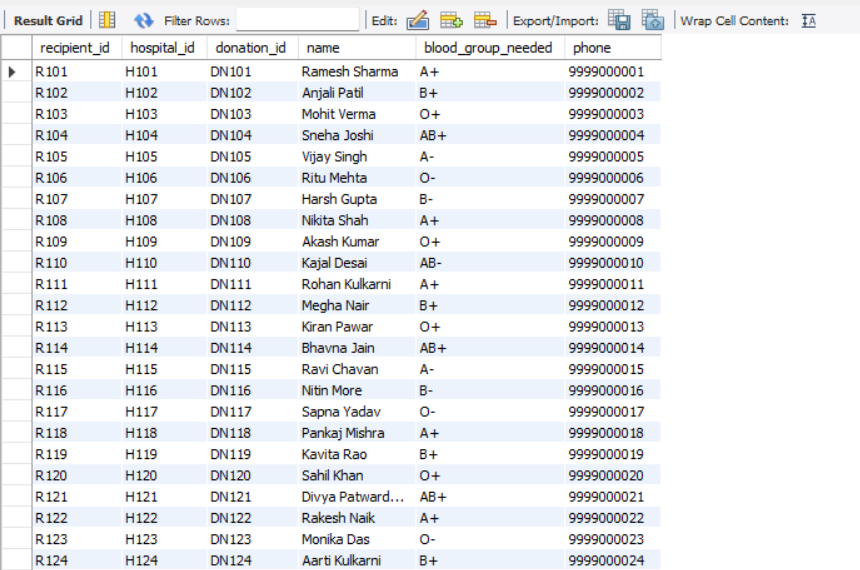 Result Grid Filter Rows: Edit: Export/Import: Wrap Cell Content: IA
recipient_id hospital_id donation_id name blood_group_needed phone
R101 H101 DN101 Ramesh Sharma A+ 9999000001
R102 H102 DN102 Anjali Patil B+ 9999000002
R103 H103 DN103 Mohit Verma O+ 9999000003
R104 H104 DN104 Sneha Joshi AB+ 9999000004
R105 H105 DN105 Vijay Singh A- 9999000005
R106 H106 DN106 Ritu Mehta O- 9999000006
R107 H107 DN107 Harsh Gupta B- 9999000007
R108 H108 DN108 Nikita Shah A+ 9999000008
R109 H109 DN109 Akash Kumar O+ 9999000009
R110 H110 DN110 Kajal Desai AB- 9999000010
R111 H111 DN111 Rohan Kulkarni A+ 9999000011
R112 H112 DN112 Megha Nair B+ 9999000012
R113 H113 DN113 Kiran Pawar O+ 9999000013
R114 H114 DN114 Bhavna Jain AB+ 9999000014
R115 H115 DN115 Ravi Chavan A- 9999000015
R116 H116 DN116 Nitin More B- 9999000016
R117 H117 DN117 Sapna Yadav O- 9999000017
R118 H118 DN118 Pankaj Mishra A+ 9999000018
R119 H119 DN119 Kavita Rao B+ 9999000019
R120 H120 DN120 Sahil Khan O+ 9999000020
R121 H121 DN121 Divya Patward... AB+ 9999000021
R122 H122 DN122 Rakesh Naik A+ 9999000022
R123 H123 DN123 Monika Das O- 9999000023
R124 H124 DN124 Aarti Kulkarni B+ 9999000024